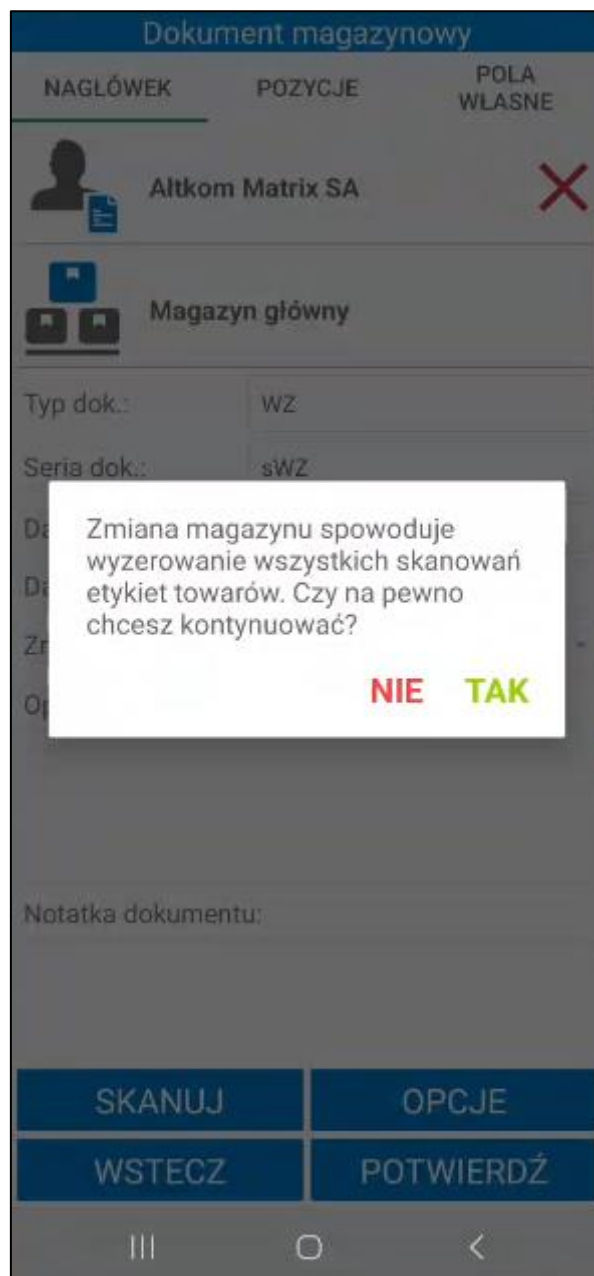 Dokument magazynowy
NAGŁÓWEK POZYCJE POLA WŁASNE
Altkom Matrix SA
Magazyn główny
Typ dok.: WZ
Seria dok.: sWZ
Zmiana magazynu spowoduje
wyzerowanie wszystkich skanowań
etykiet towarów. Czy na pewno
chcesz kontynuować?
NIE TAK
Notatka dokumentu:
SKANUJ OPCJE
WSTECZ POTWIERDŹ